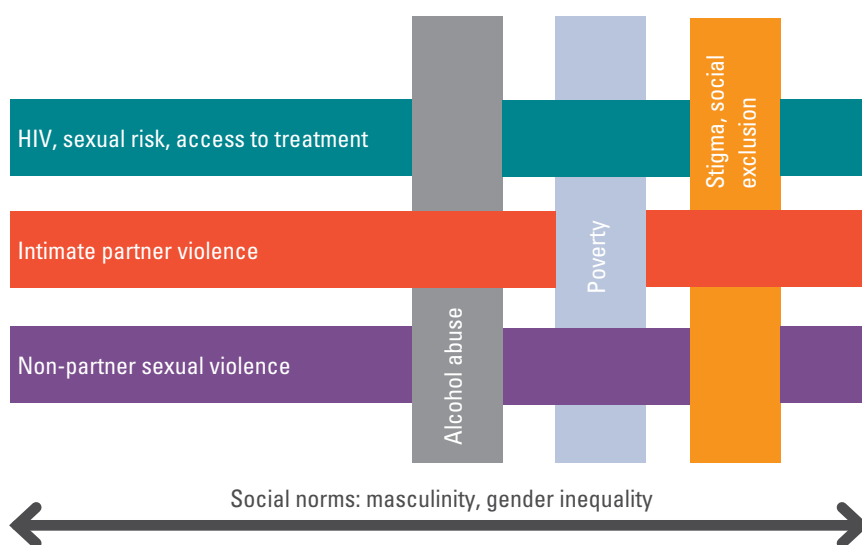 HIV, sexual risk, access to treatment
Stigma, social
exclusion
Intimate partner violence
Poverty
Non-partner sexual violence
Alcohol abuse
Social norms: masculinity, gender inequality